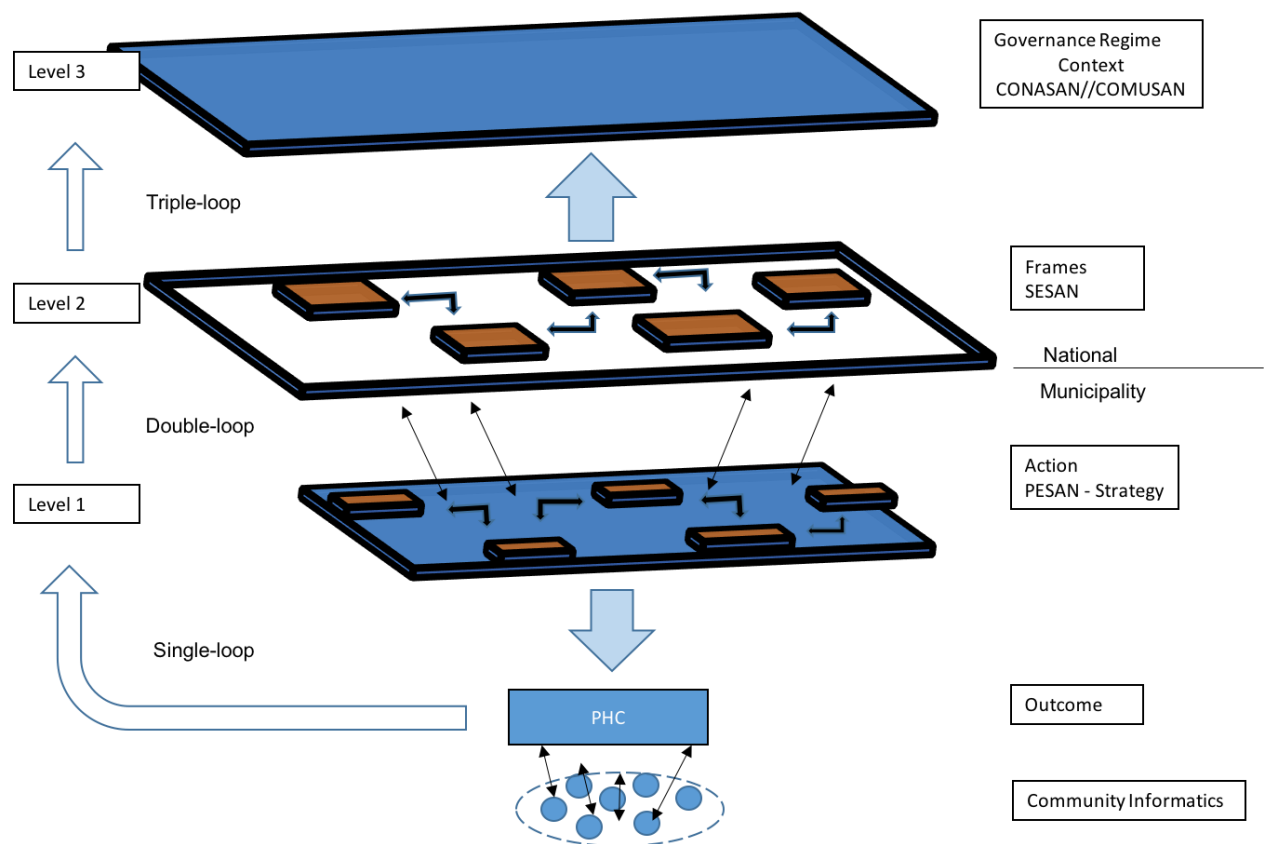 Level 3
Governance Regime
Context
CONASAN//COMUSAN
Triple-loop
Level 2
Frames
SESAN
National
Municipality
Double-loop
Level 1
Action
PESAN - Strategy
Single-loop
PHC
Outcome
Community Informatics